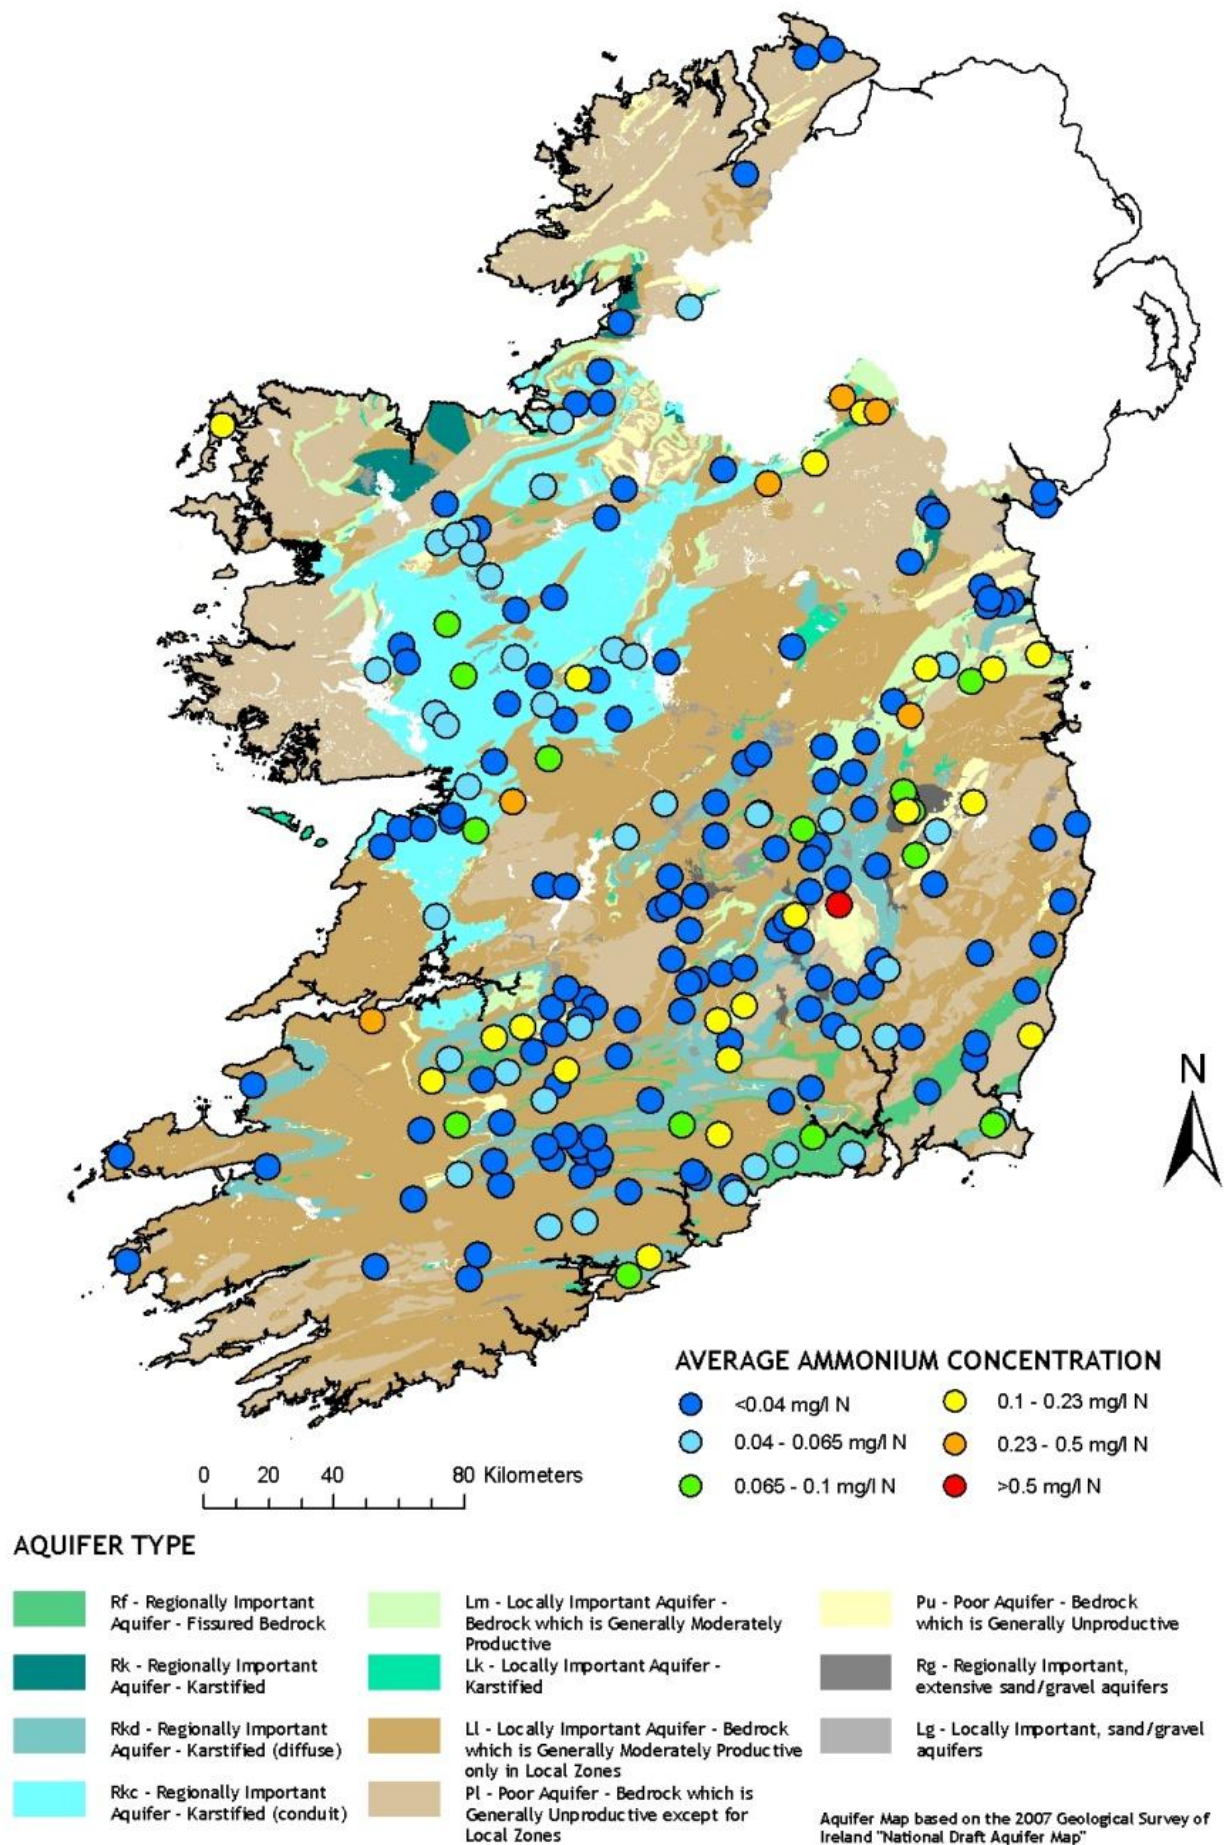 N
AVERAGE AMMONIUM CONCENTRATION
<0.04 mg/l N
0.1 - 0.23 mg/l N
0.04 - 0.065 mg/l N
0.23 - 0.5 mg/l N
0.065 - 0.1 mg/l N
>0.5 mg/l N
0 20 40 80 Kilometers
AQUIFER TYPE
Rf - Regionally Important
Aquifer - Fissured Bedrock
Rk - Regionally Important
Aquifer - Karstified
Rkd - Regionally Important
Aquifer - Karstified (diffuse)
Rkc - Regionally Important
Aquifer - Karstified (conduit)
Lm - Locally Important Aquifer -
Bedrock which is Generally Moderately
Productive
Lk - Locally Important Aquifer -
Karstified
Ll - Locally Important Aquifer - Bedrock
which is Generally Moderately Productive
only in Local Zones
Pl - Poor Aquifer - Bedrock which is
Generally Unproductive except for
Local Zones
Pu - Poor Aquifer - Bedrock
which is Generally Unproductive
Rg - Regionally Important,
extensive sand/gravel aquifers
Lg - Locally Important, sand/gravel
aquifers
Aquifer Map based on the 2007 Geological Survey of
Ireland "National Draft Aquifer Map"